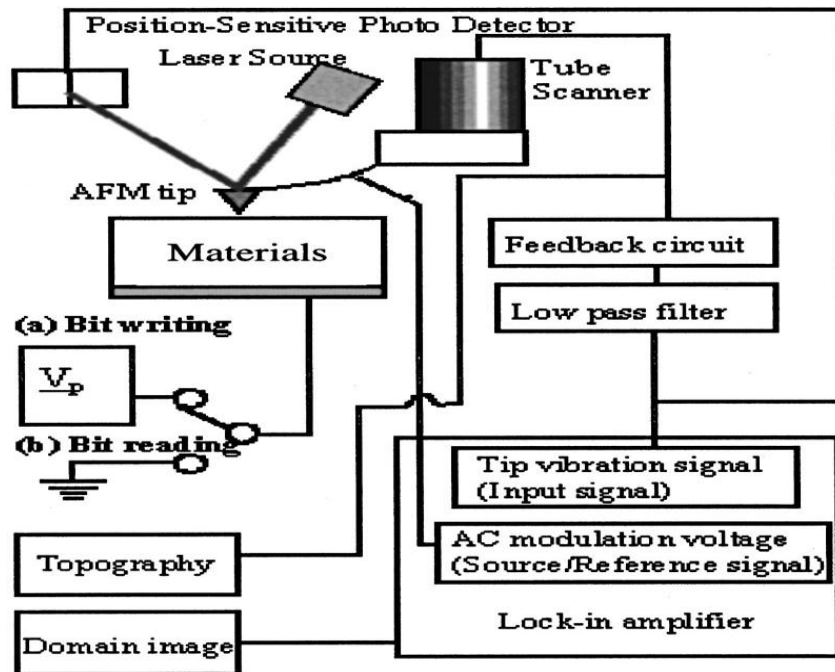 Position-Sensitive Photo Detector
Laser Source
Tube
Scanner
AFM tip
Materials
Feedback circuit
Low pass filter
(a) Bit writing
Vp
(b) Bit reading
Tip vibration signal
(Input signal)
AC modulation voltage
(Source/Reference signal)
Topography
Lock-in amplifier
Domain image